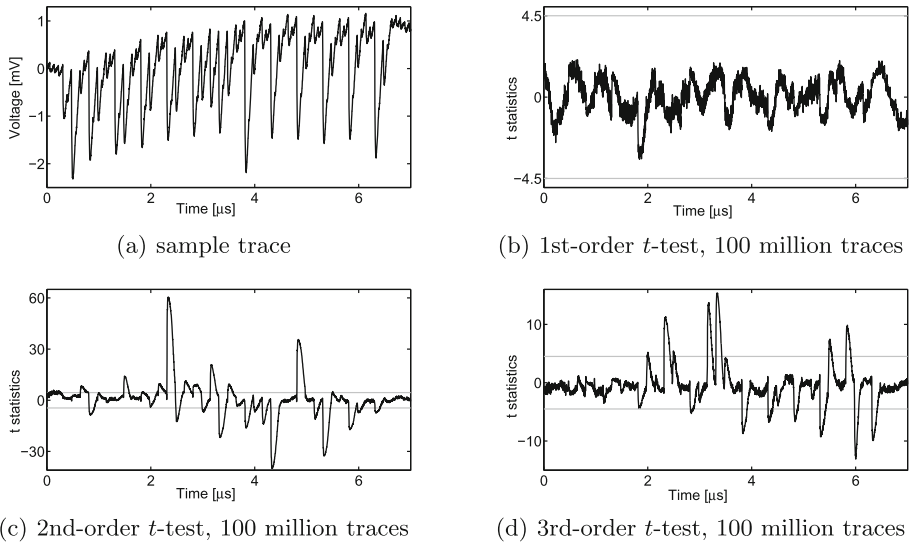 1
0
−1
−2
Voltage [mV]
0 2 4 6
Time [μs]
(a) sample trace
4.5
0
−4.5
t statistics
0 2 4 6
Time [μs]
(b) 1st-order t-test, 100 million traces
60
30
0
−30
t statistics
0 2 4 6
Time [μs]
(c) 2nd-order t-test, 100 million traces
10
0
−10
t statistics
0 2 4 6
Time [μs]
(d) 3rd-order t-test, 100 million traces